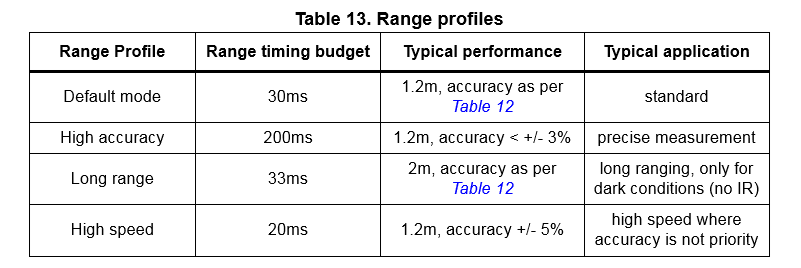 Table 13. Range profiles
Range Profile Range timing budget Typical performance Typical application
Default mode 30ms 1.2m, accuracy as per
Table 12 standard
High accuracy 200ms 1.2m, accuracy < +/- 3% precise measurement
Long range 33ms 2m, accuracy as per
Table 12 long ranging, only for
dark conditions (no IR)
High speed 20ms 1.2m, accuracy +/- 5% high speed where
accuracy is not priority